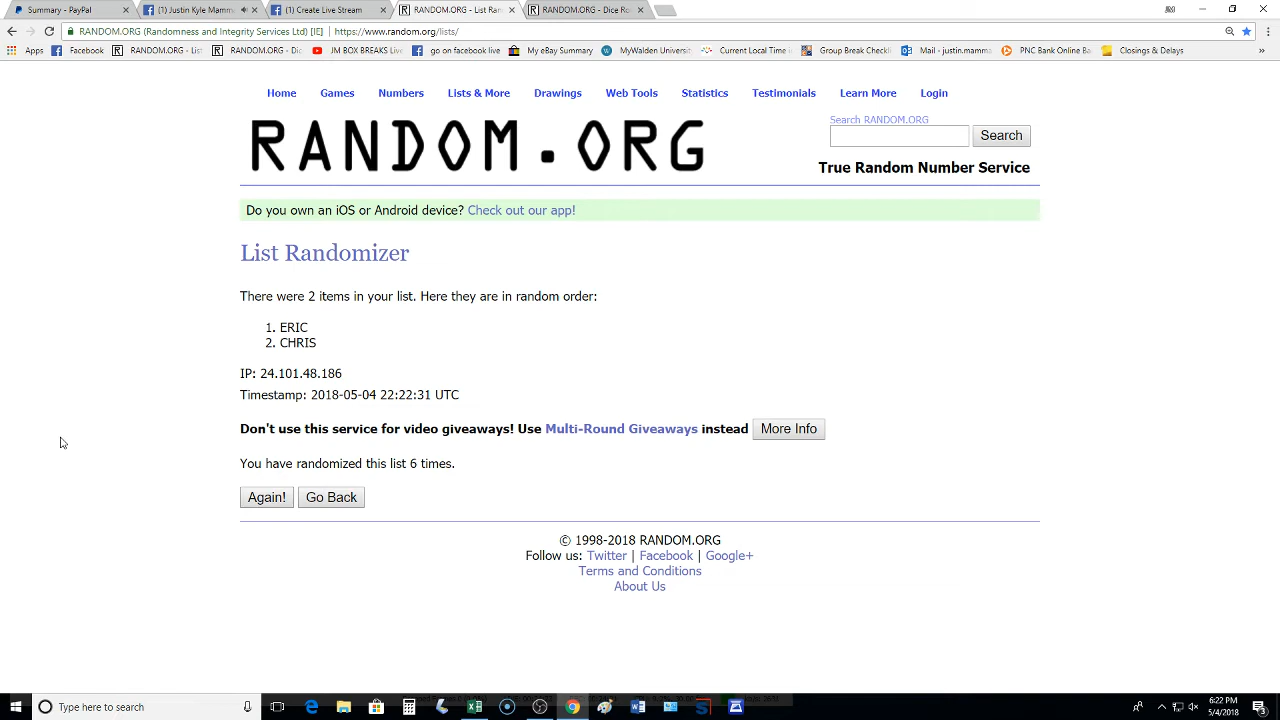 Summary - PayPal
(1) Justin Kyle Mamm
(1) Create Live Stream
RANDOM.ORG - List Ran
RANDOM.ORG - Dice Ro
RANDOM.ORG (Randomness and Integrity Services Ltd) [IE] https://www.random.org/lists/
Apps Facebook RANDOM.ORG - List RANDOM.ORG - Dic JM BOX BREAKS Liv go on facebook live My eBay Summary MyWalden Universi Current Local Time Group Break Checkli Mail - justin.mamm PNC Bank Online Ba Closings & Delays
Home Games Numbers Lists & More Drawings Web Tools Statistics Testimonials Learn More Login
Search RANDOM.ORG
RANDOM.ORG
Search
True Random Number Service
Do you own an iOS or Android device? Check out our app!
List Randomizer
There were 2 items in your list. Here they are in random order:
1. ERIC
2. CHRIS
IP: 24.101.48.186
Timestamp: 2018-05-04 22:22:31 UTC
Don't use this service for video giveaways! Use Multi-Round Giveaways instead More Info
You have randomized this list 6 times.
Again! Go Back
© 1998-2018 RANDOM.ORG
Follow us: Twitter | Facebook | Google+
Terms and Conditions
About Us
Type here to search
6:22 PM
5/4/2018